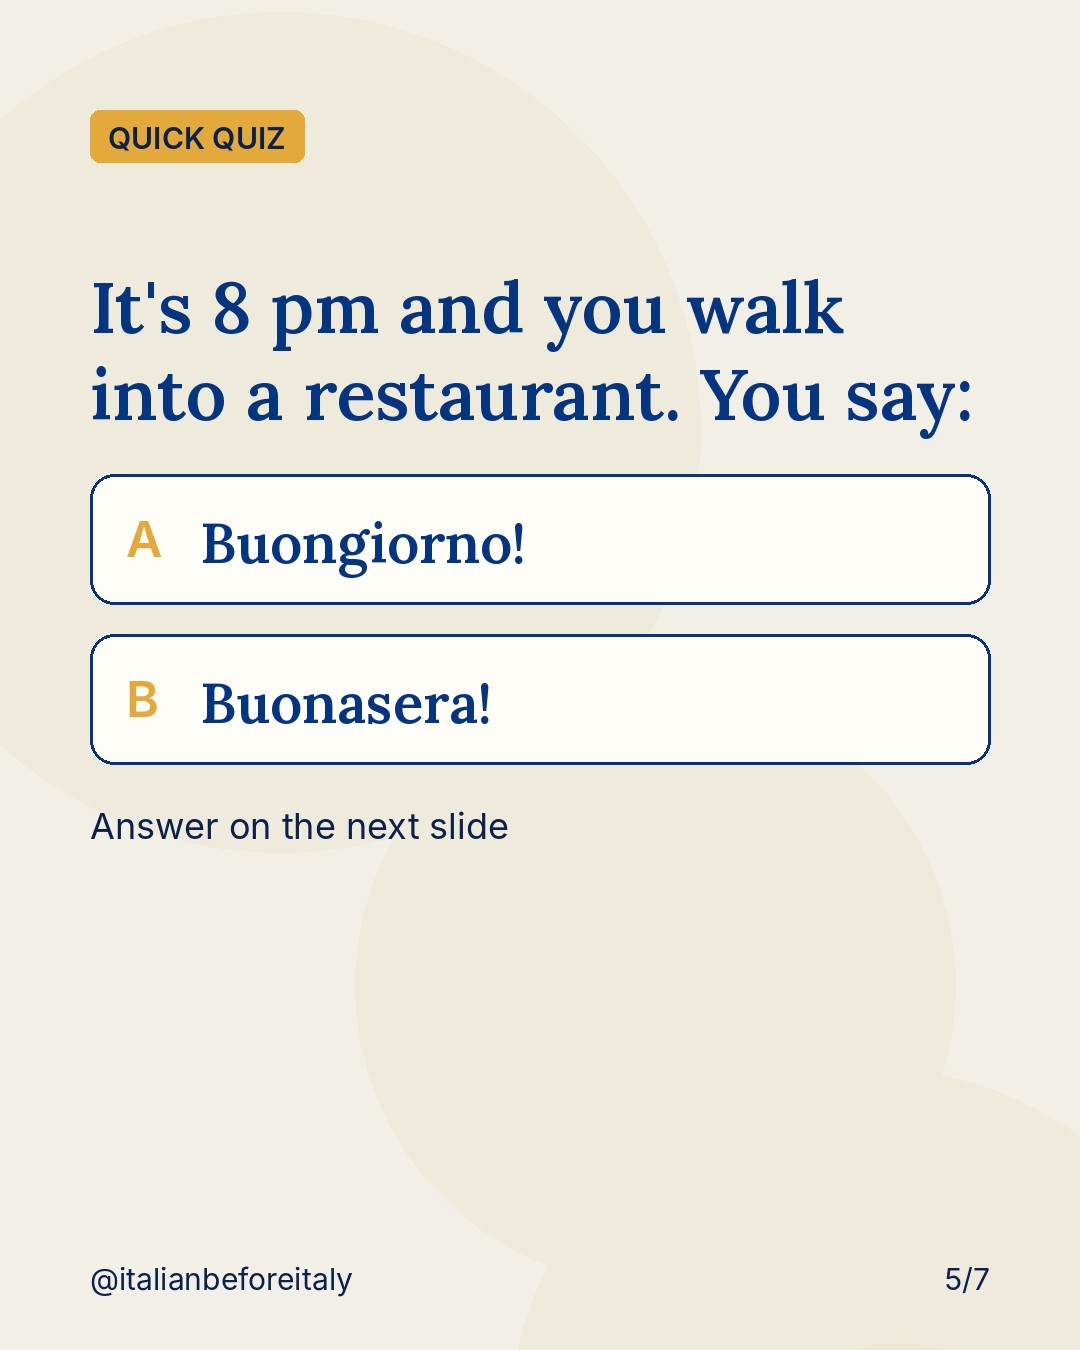 QUICK QUIZ
It's 8 pm and you walk
into a restaurant. You say:
A Buongiorno!
B Buonasera!
Answer on the next slide
@italianbeforeitaly
5/7